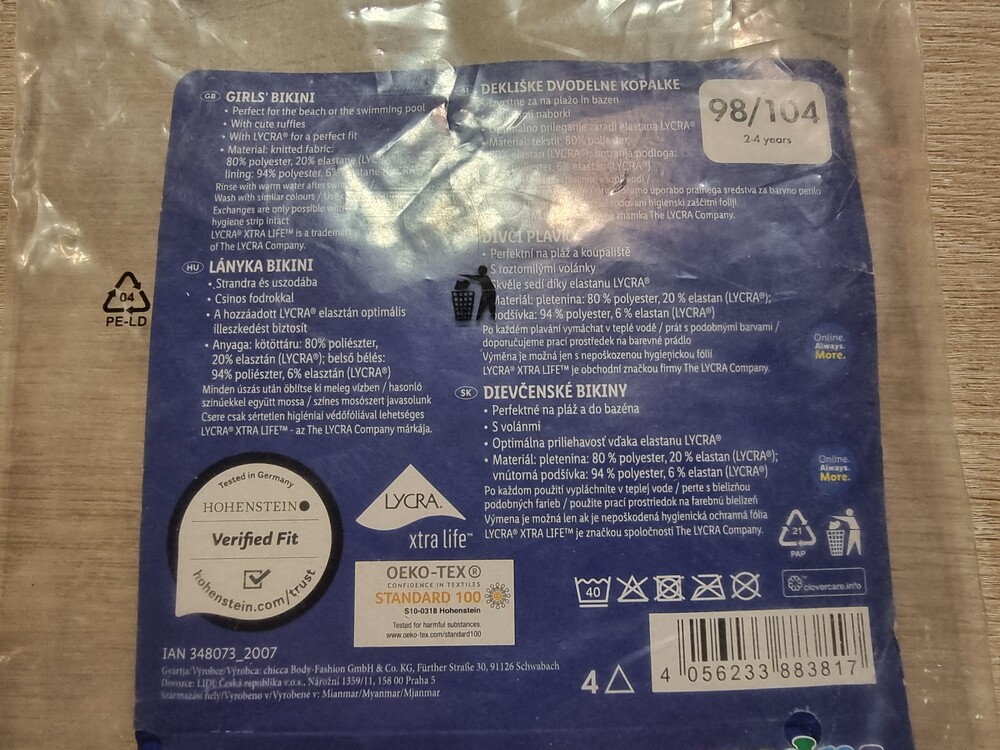 GB GIRLS' BIKINI
• Perfect for the beach or the swimming pool
• With cute ruffles
• With LYCRA® for a perfect fit
• Material: knitted fabric:
80% polyester, 20% elastane (LYC
lining: 94% polyester, 6%
Rinse with warm water after
Wash with similar colours /
Exchanges are only possible with
hygiene strip intact
LYCRA® XTRA LIFE™ is a trademark
of The LYCRA Company.
HU LÁNYKA BIKINI
• Strandra és uszodába
• Csinos fodrokkal
• A hozzáadott LYCRA® elasztán optimális
illeszkedést biztosít
• Anyaga: kötöttáru: 80% poliészter,
20% elasztán (LYCRA®); belső bélés:
94% poliészter, 6% elasztán (LYCRA®)
Minden úszás után öblítse ki meleg vízben / hasonló
színűekkel együtt mossa / színes mosószert javasolunk
Csere csak sértetlen higiéniai védőfóliával lehetséges
LYCRA® XTRA LIFE™ - az The LYCRA Company márkája.
DEKLIŠKE DVODELNE KOPALKE
za na plažo in bazen
naborki
prileganje zaradi elastana LYCRA®
Material: tekstil: 80%
(LYCRA®); notranja podloga:
uporabo pralnega sredstva za barvno perilo
higienski zaščitni foliji.
znamka The LYCRA Company.
98/104
2-4 years
DÍVČÍ PLAVKY
• Perfektní na pláž a koupaliště
S roztomilými volánky
sedí díky elastanu LYCRA®
pletenina: 80 % polyester, 20 % elastan (LYCRA®);
94 % polyester, 6 % elastan (LYCRA®)
Po každém plavání vymáchat v teplé vodě / prát s podobnými barvami /
doporučujeme prací prostředek na barevné prádlo
Výměna je možná jen s nepoškozenou hygienickou fólií
LYCRA® XTRA LIFE™ je obchodní značkou firmy The LYCRA Company.
SK DIEVČENSKÉ BIKINY
• Perfektné na pláž a do bazéna
• S volánmi
• Optimálna priliehavosť vďaka elastanu LYCRA®
• Materiál: pletenina: 80 % polyester, 20 % elastan (LYCRA®);
vnútorná podšívka: 94 % polyester, 6 % elastan (LYCRA®)
Po každom použití vypláchnite v teplej vode / perte s bielizňou
podobných farieb / použite prací prostriedok na farebnú bielizeň
Výmena je možná len ak je nepoškodená hygienická ochranná fólia
LYCRA® XTRA LIFE™ je značkou spoločnosti The LYCRA Company.
04
PE-LD
Online.
Always.
More.
Online.
Always.
More.
Tested in Germany
HOHENSTEIN
Verified Fit
hohenstein.com/trust
LYCRA®
xtra life™
OEKO-TEX®
CONFIDENCE IN TEXTILES
STANDARD 100
S10-0318 Hohenstein
Tested for harmful substances.
www.oeko-tex.com/standard100
21
PAP
40
clevercare.info
IAN 348073_2007
Gyártja/Výrobce/Výrobca: chicca Body-Fashion GmbH & Co. KG, Fürther Straße 30, 91126 Schwabach
Dovozce: LIDL Česká republika v.o.s., Nárožní 1359/11, 158 00 Praha 5
Származási hely/Vyrobeno v/Vyrobené v: Mianmar/Myanmar/Mjanmar
4
4 056233 883817